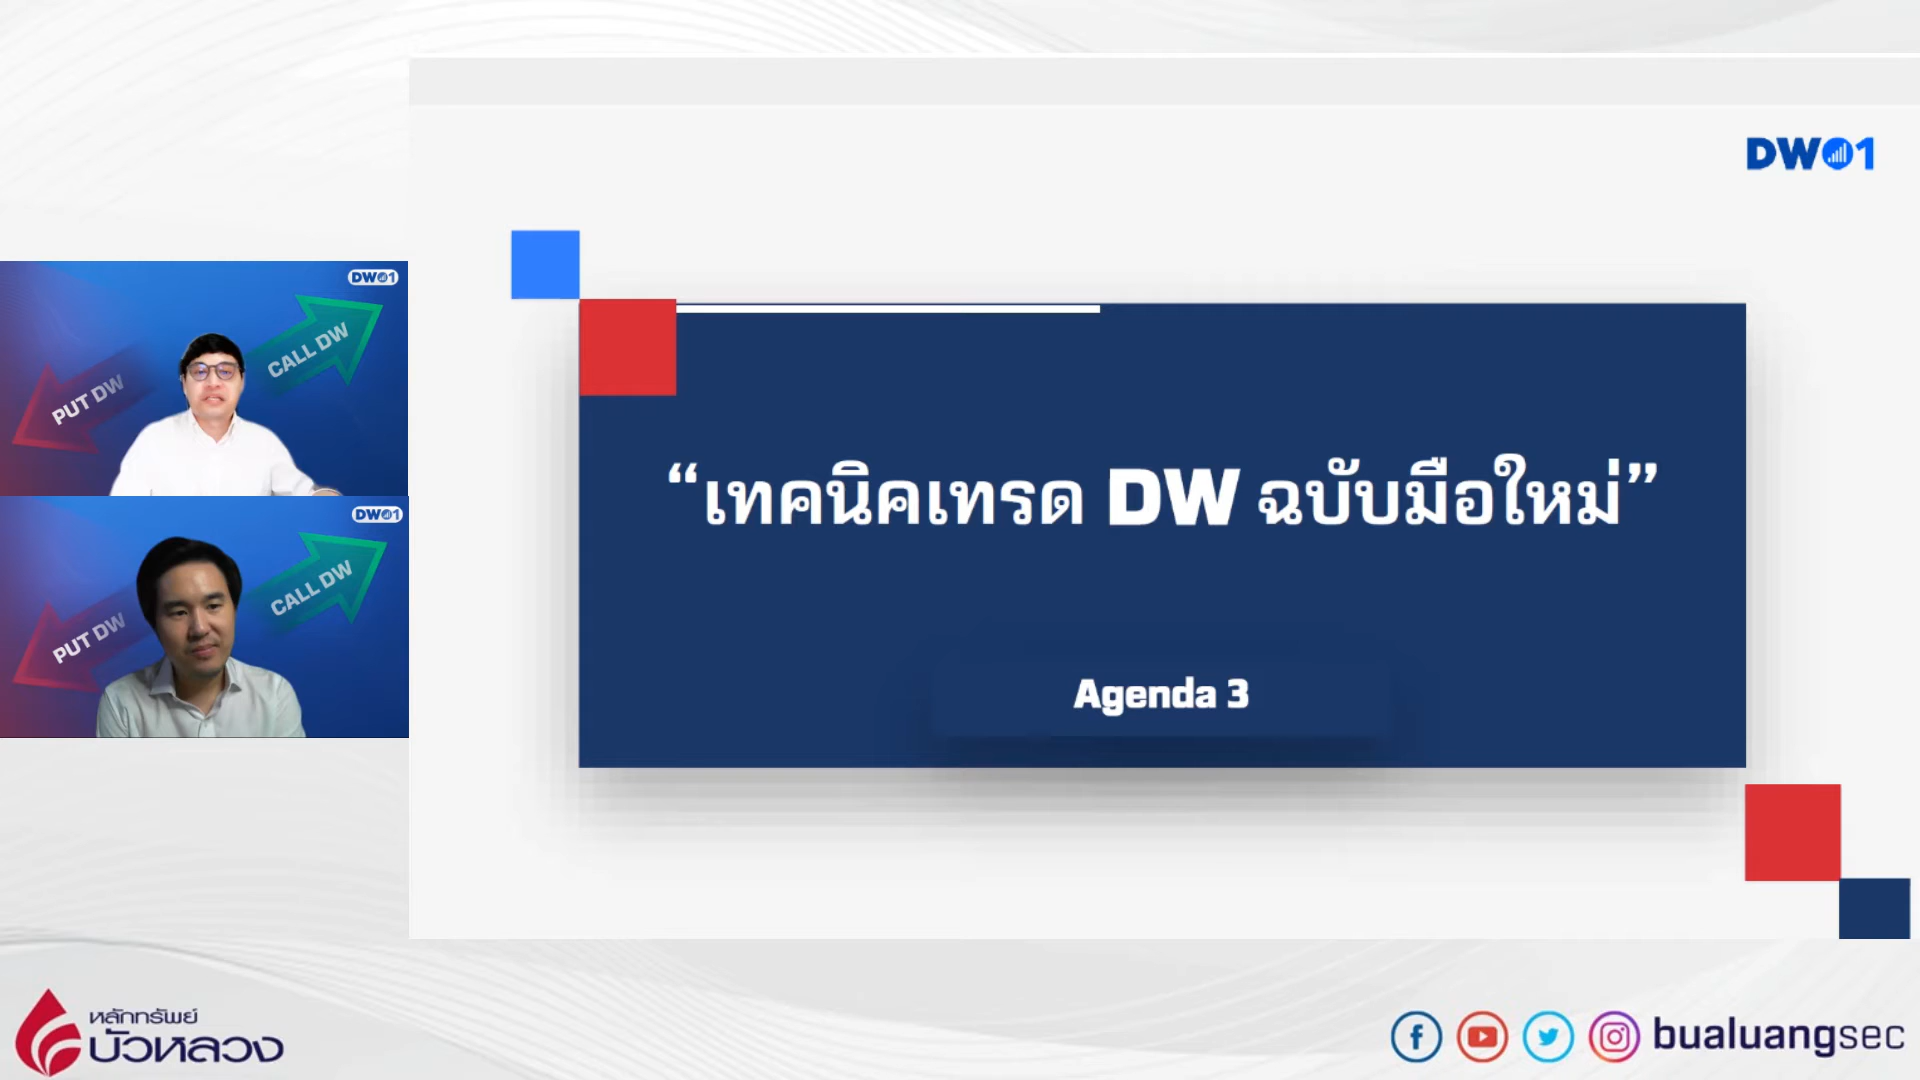 DW01
DW01
PUT DW
CALL DW
DW01
PUT DW
CALL DW
“เทคนิคเทรด DW ฉบับมือใหม่”
Agenda 3
หลักทรัพย์
บัวหลวง
bualuangsec